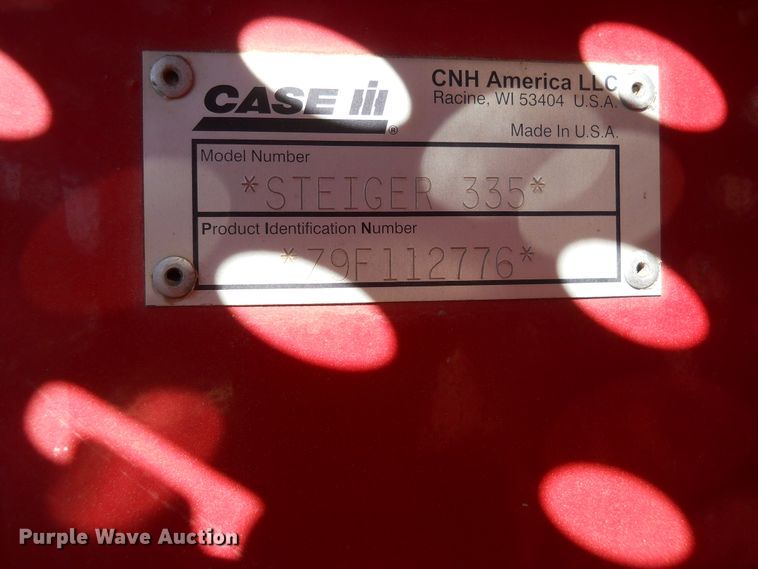 CASE IH ®
CNH America LLC
Racine, WI 53404 U.S.A.
Made In U.S.A.
Model Number
*STEIGER 335*
Product Identification Number
*Z9F112776*
Purple Wave Auction